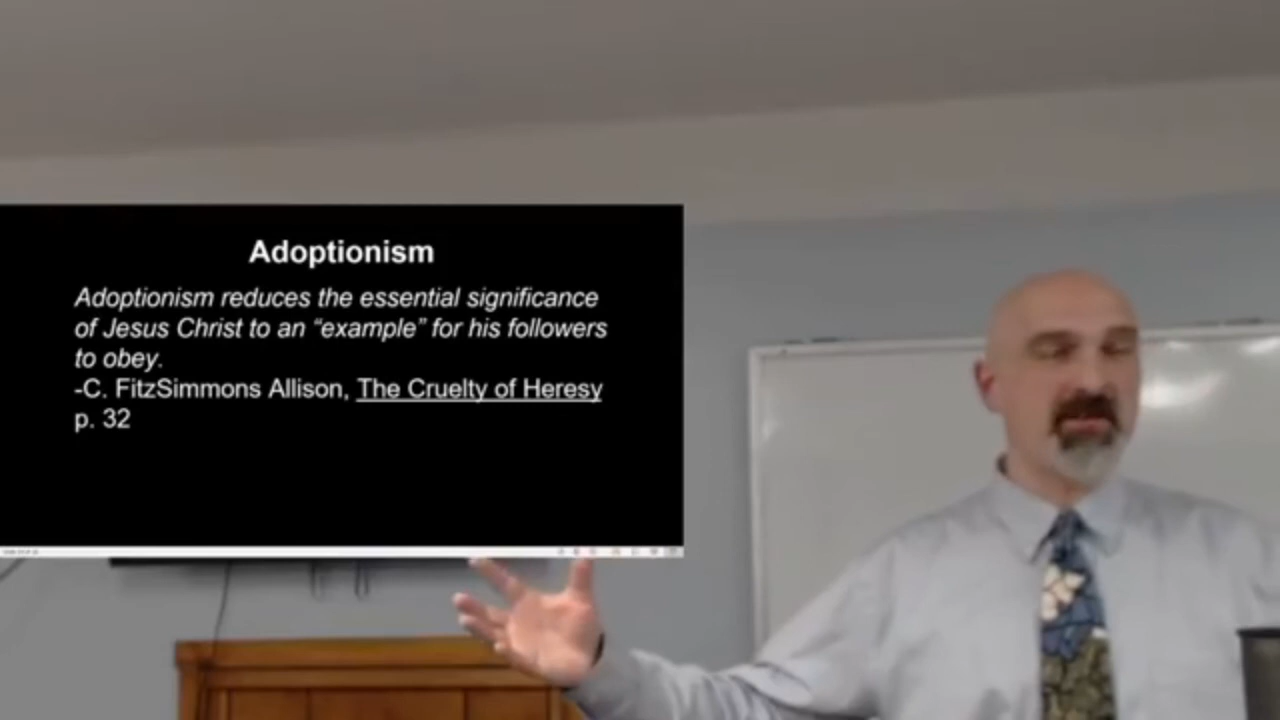 Adoptionism
Adoptionism reduces the essential significance
of Jesus Christ to an “example” for his followers
to obey.
-C. FitzSimmons Allison, The Cruelty of Heresy
p. 32